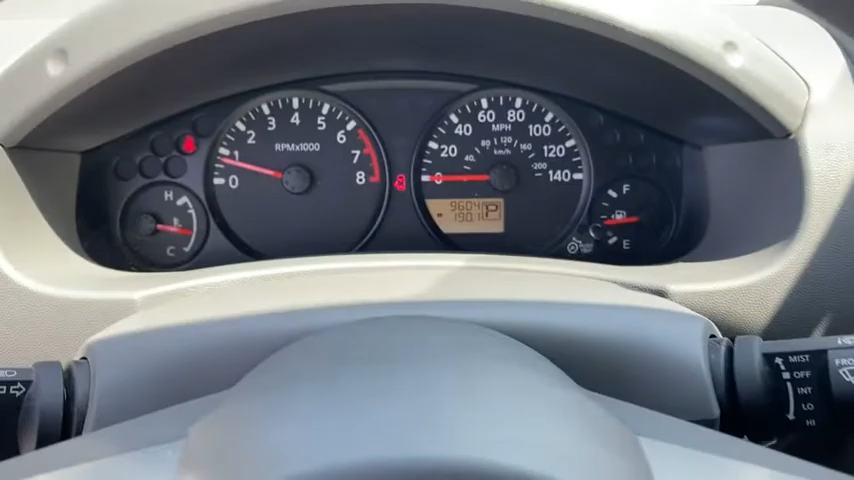 0 1 2 3 4 5 6 7 8
RPMx1000
0 20 40 60 80 100 120 140
MPH
40 80 120 160 200
km/h
9604
190.1
P
H
C
F
E
MIST
OFF
INT
LO
HI